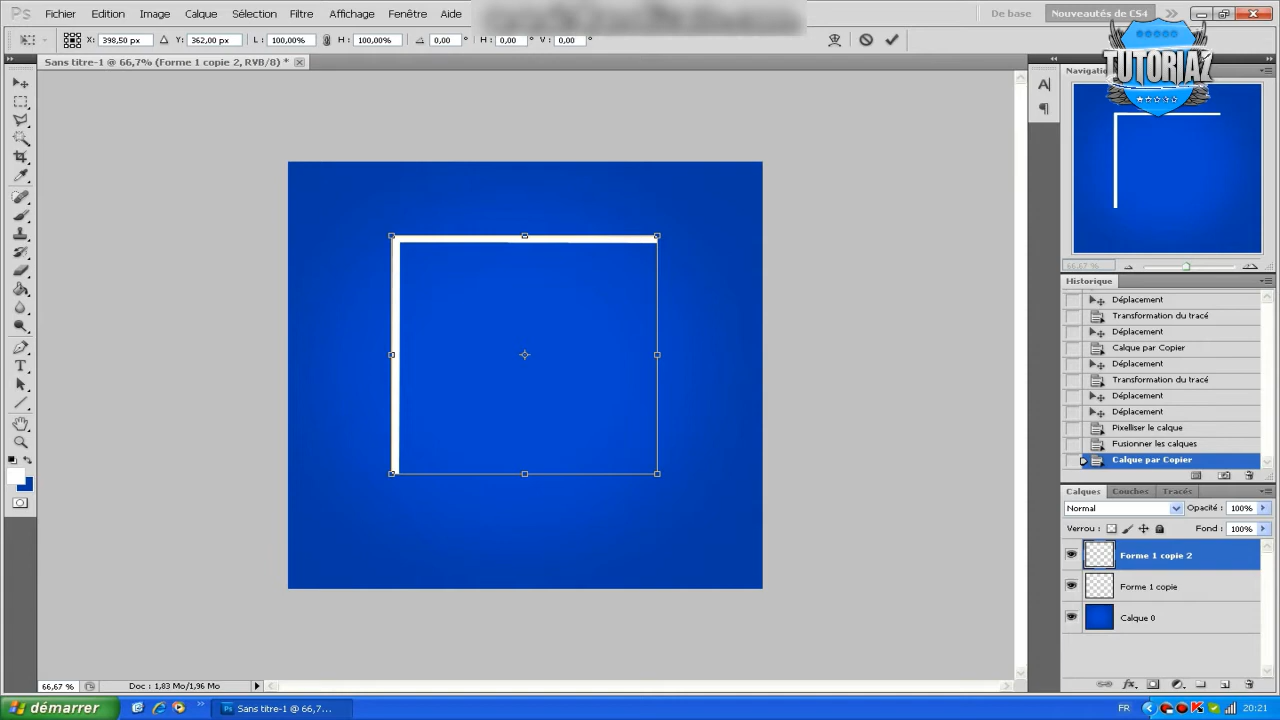 Ps Fichier Edition Image Calque Sélection Filtre Affichage Fenêtre Aide De base Nouveautés de CS4
X: 398,50 px Y: 362,00 px L: 100,00% H: 100,00% 0,00 ° H: 0,00 ° V: 0,00 °
Sans titre-1 @ 66,7% (Forme 1 copie 2, RVB/8) *
TUTORIAZ
66,67 %
Historique
Déplacement
Transformation du tracé
Déplacement
Calque par Copier
Déplacement
Transformation du tracé
Déplacement
Déplacement
Pixelliser le calque
Fusionner les calques
Calque par Copier
Calques Couches Tracés
Normal Opacité : 100%
Verrou : Fond : 100%
Forme 1 copie 2
Forme 1 copie
Calque 0
66,67 % Doc : 1,83 Mo/1,96 Mo
démarrer Ps Sans titre-1 @ 66,7... FR 20:21